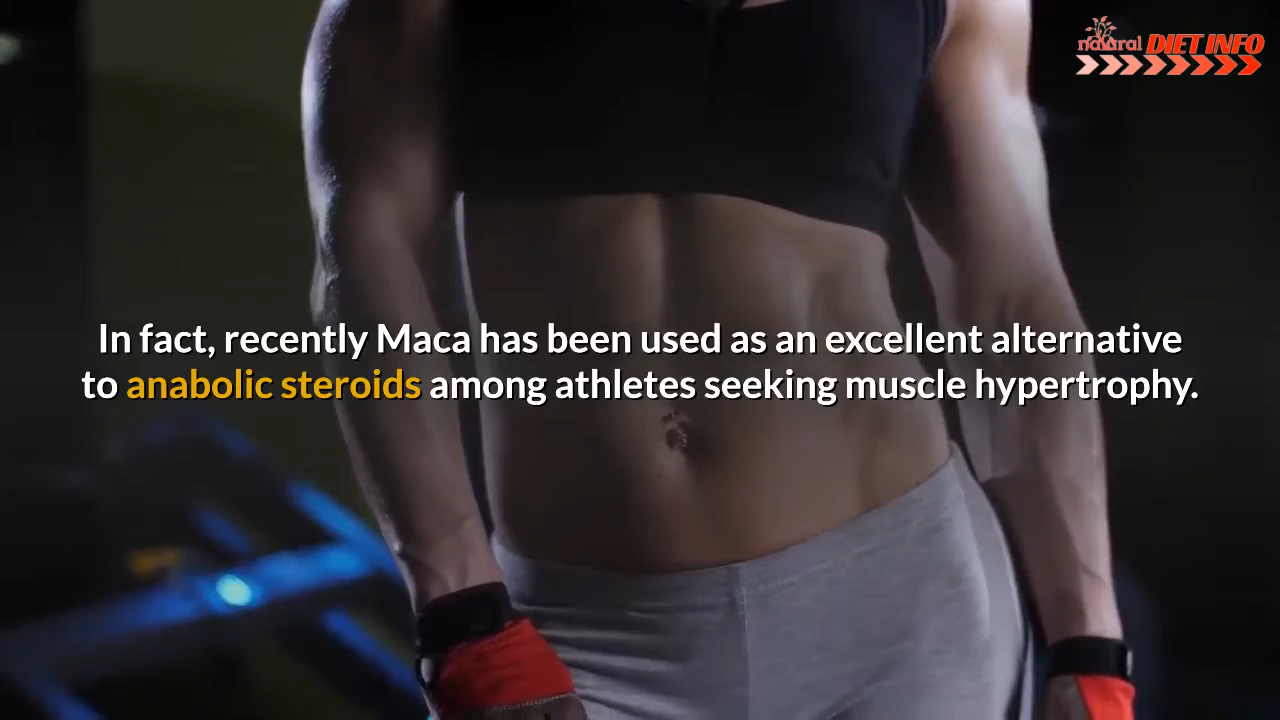 natural DIET INFO
In fact, recently Maca has been used as an excellent alternative
to anabolic steroids among athletes seeking muscle hypertrophy.